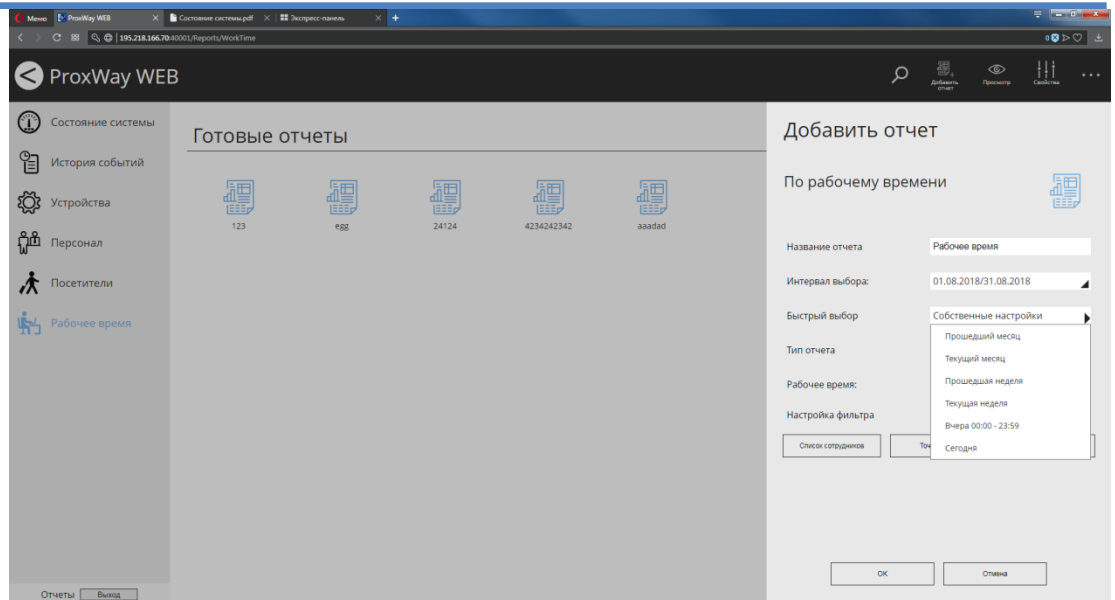 Меню
ProxWay WEB
Состояние системы.pdf
Экспресс-панель
195.218.166.70:40001/Reports/WorkTime
0
ProxWay WEB
Добавить отчет
Просмотр
Свойства
Состояние системы
История событий
Устройства
Персонал
Посетители
Рабочее время
Отчеты
Выход
Готовые отчеты
123
egg
24124
4234242342
aaadad
Добавить отчет
По рабочему времени
Название отчета
Рабочее время
Интервал выбора:
01.08.2018/31.08.2018
Быстрый выбор
Собственные настройки
Прошедший месяц
Текущий месяц
Прошедшая неделя
Текущая неделя
Вчера 00:00 - 23:59
Сегодня
Тип отчета
Рабочее время:
Настройка фильтра
Список сотрудников
OK
Отмена